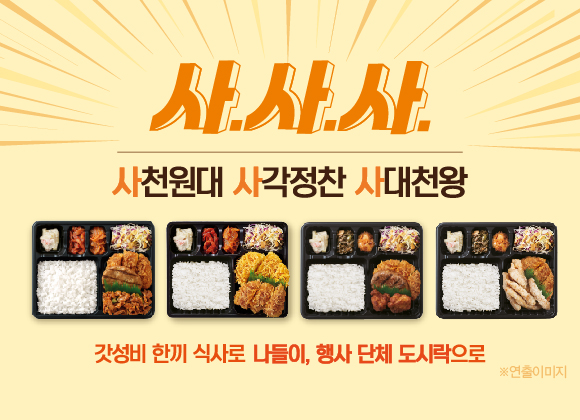 사.사.사.
사천원대 사각정찬 사대천왕
갓성비 한끼 식사로 나들이, 행사 단체 도시락으로
※연출이미지